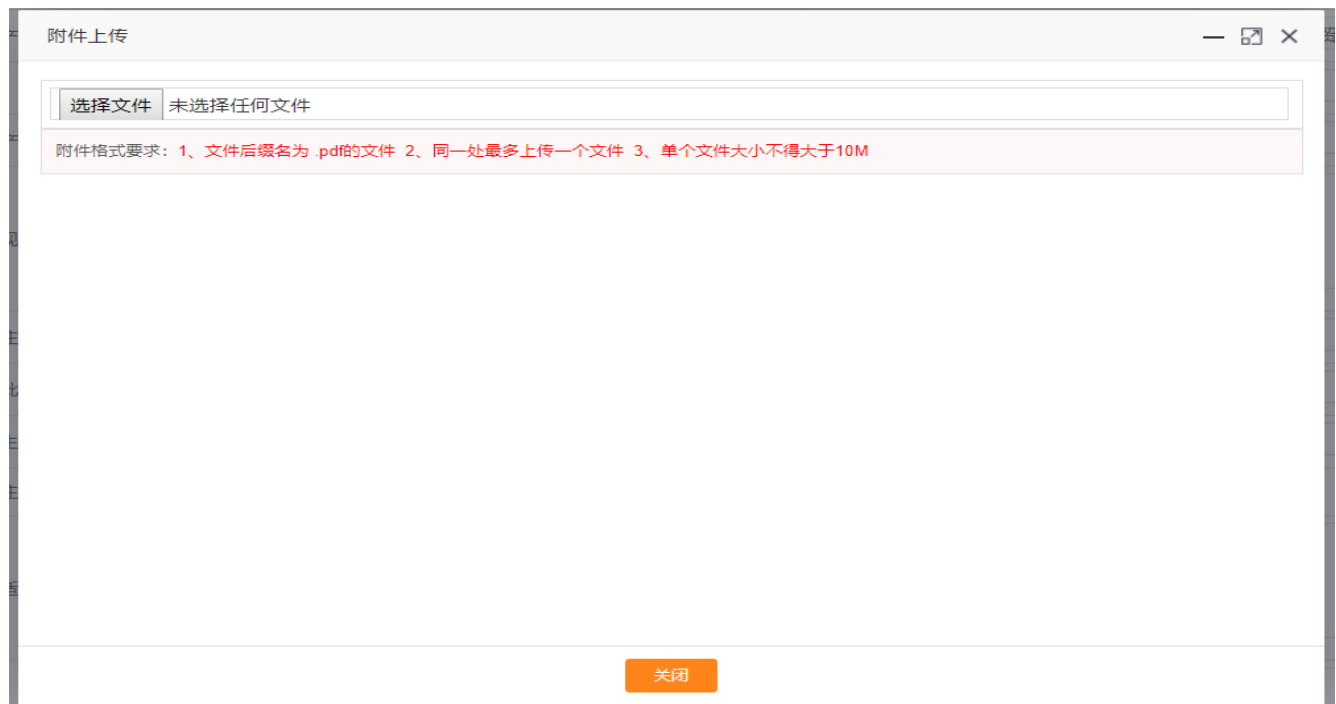 附件上传
选择文件 未选择任何文件
附件格式要求：1、文件后缀名为 .pdf的文件 2、同一处最多上传一个文件 3、单个文件大小不得大于10M
关闭